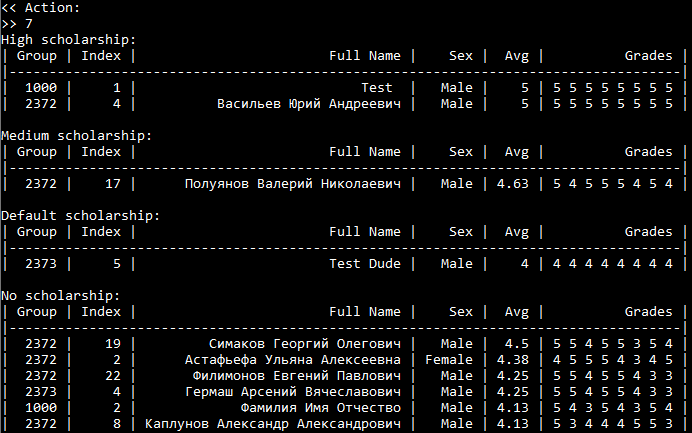 << Action:
>> 7
High scholarship:
| Group | Index | Full Name | Sex | Avg | Grades |
| 1000 | 1 | Test | Male | 5 | 5 5 5 5 5 5 5 5 |
| 2372 | 4 | Васильев Юрий Андреевич | Male | 5 | 5 5 5 5 5 5 5 5 |
Medium scholarship:
| Group | Index | Full Name | Sex | Avg | Grades |
| 2372 | 17 | Полуянов Валерий Николаевич | Male | 4.63 | 5 4 5 5 5 4 5 4 |
Default scholarship:
| Group | Index | Full Name | Sex | Avg | Grades |
| 2373 | 5 | Test Dude | Male | 4 | 4 4 4 4 4 4 4 4 |
No scholarship:
| Group | Index | Full Name | Sex | Avg | Grades |
| 2372 | 19 | Симаков Георгий Олегович | Male | 4.5 | 5 5 4 5 5 3 5 4 |
| 2372 | 2 | Астафьефа Ульяна Алексеевна | Female | 4.38 | 4 5 5 5 4 3 4 5 |
| 2372 | 22 | Филимонов Евгений Павлович | Male | 4.25 | 5 5 4 5 5 4 3 3 |
| 2373 | 4 | Гермаш Арсений Вячеславович | Male | 4.25 | 5 5 4 5 5 4 3 3 |
| 1000 | 2 | Фамилия Имя Отчество | Male | 4.13 | 5 4 3 5 4 3 5 4 |
| 2372 | 8 | Каплунов Александр Александрович | Male | 4.13 | 5 3 4 4 4 5 5 3 |